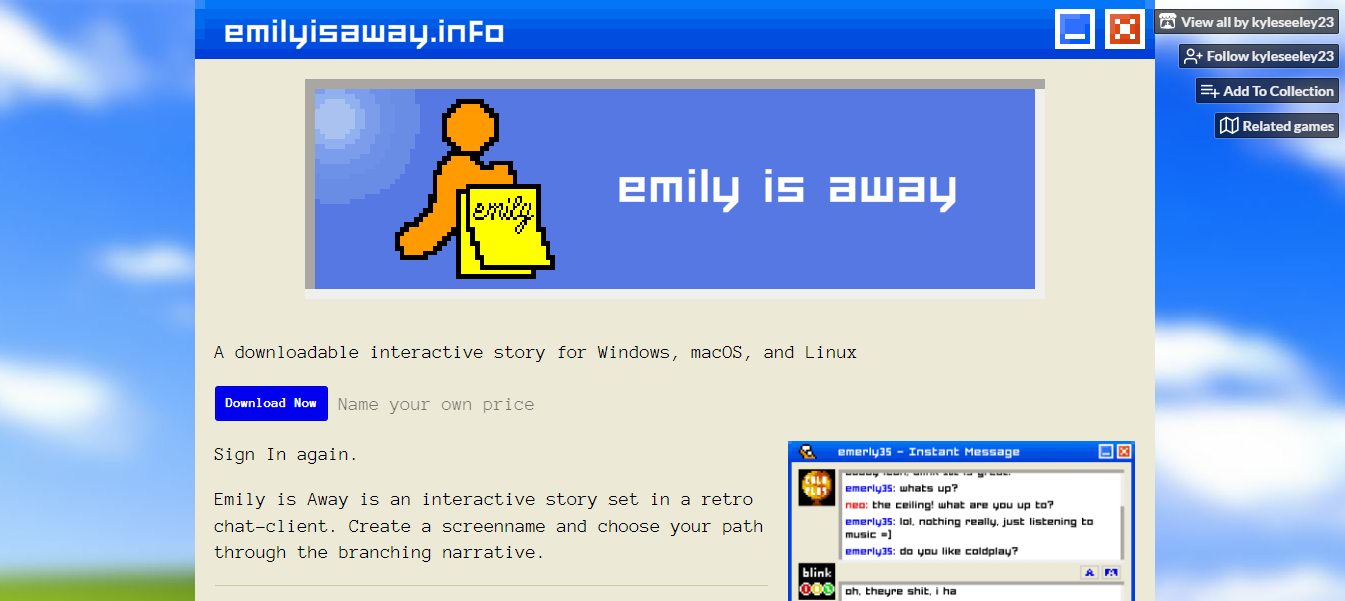 emilyisaway.info
View all by kyleseeley23
Follow kyleseeley23
Add To Collection
Related games
emily
emily is away
A downloadable interactive story for Windows, macOS, and Linux
Download Now Name your own price
Sign In again.
Emily is Away is an interactive story set in a retro
chat-client. Create a screenname and choose your path
through the branching narrative.
emerly35 - Instant Message
emerly35: whats up?
neo: the ceiling! what are you up to?
emerly35: lol, nothing really, just listening to
music =]
emerly35: do you like coldplay?
COLD
PLAY
blink
182
oh, theyre shit, i ha